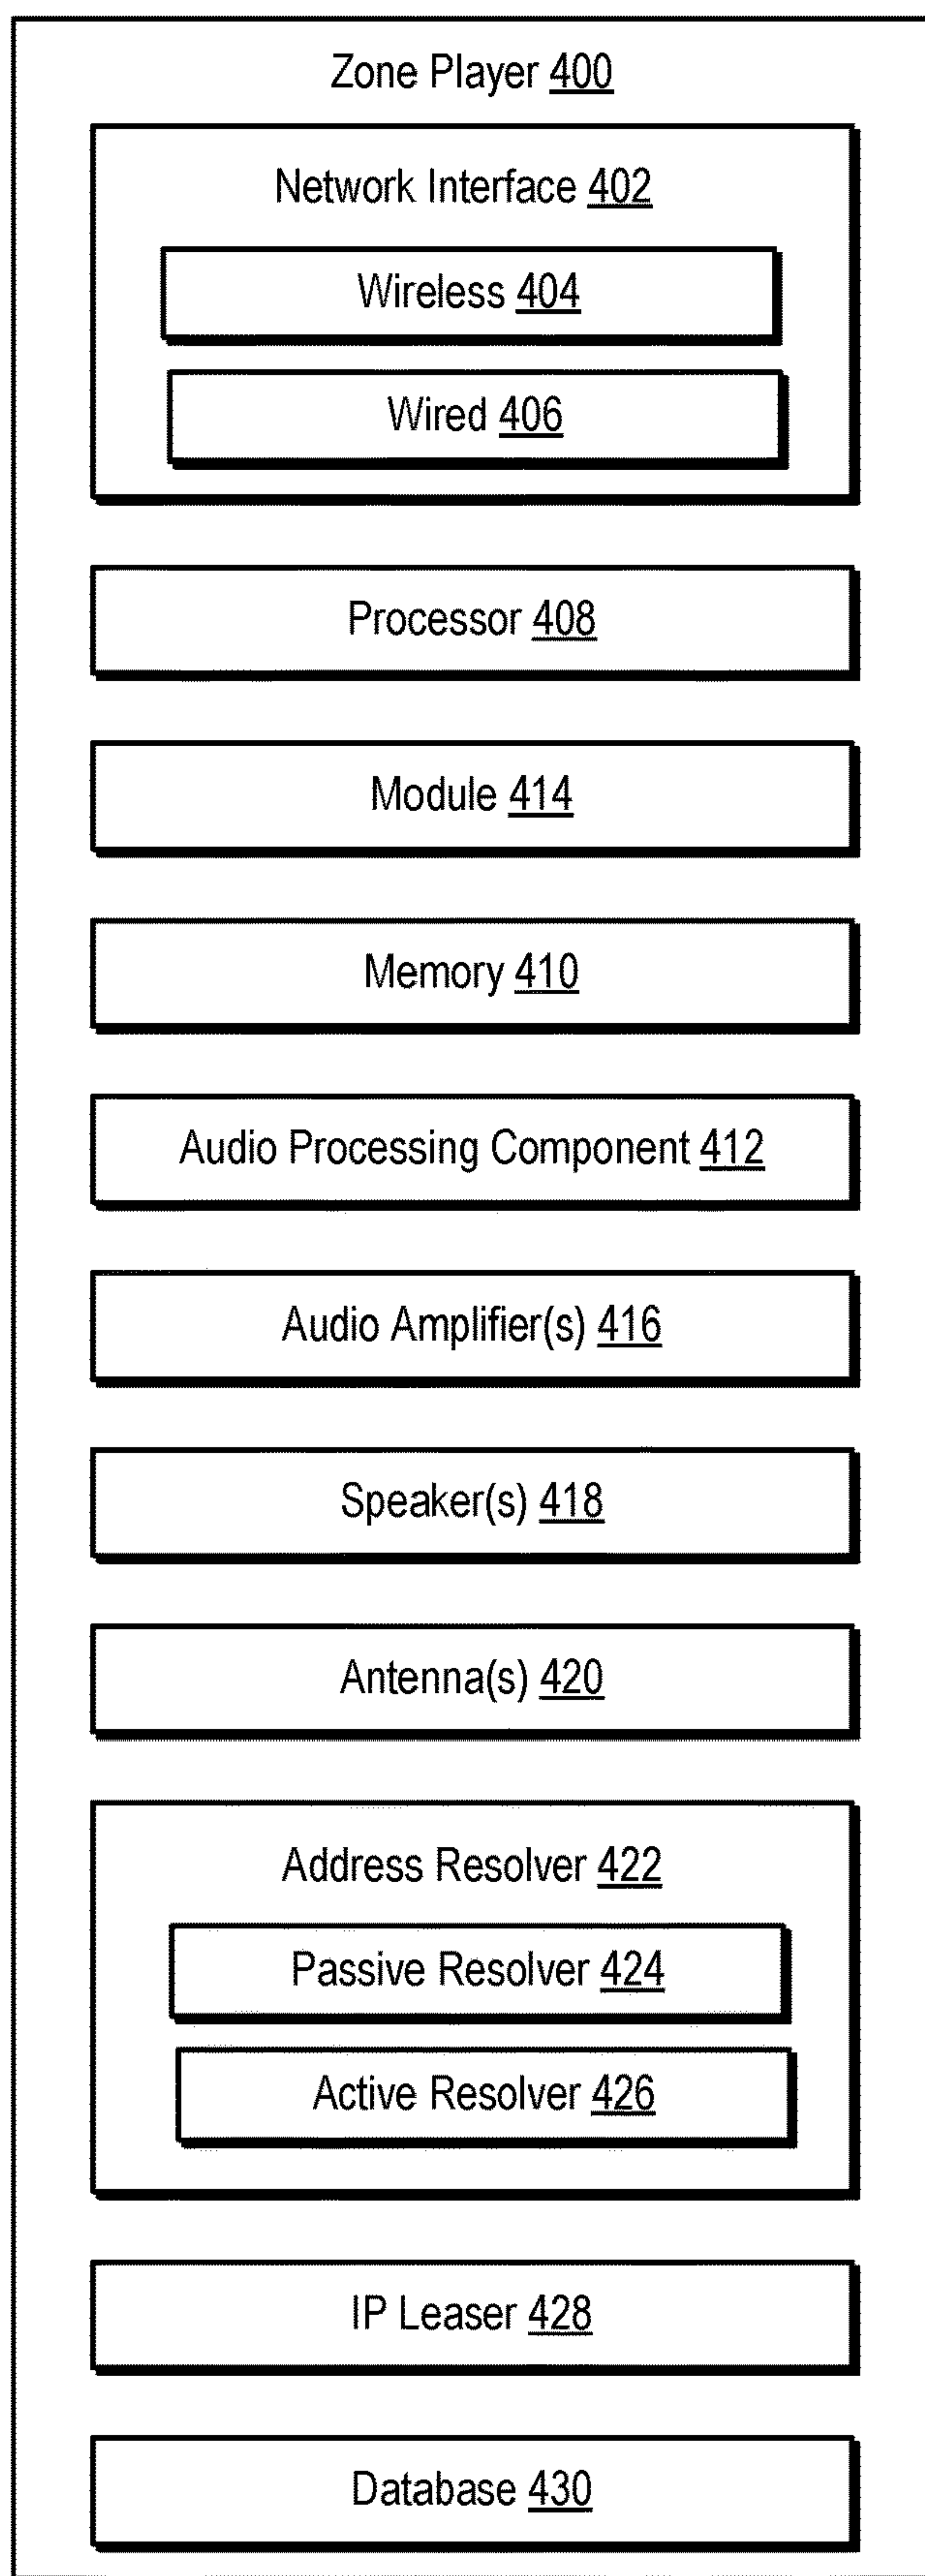 Zone Player 400
Network Interface 402
Wireless 404
Wired 406
Processor 408
Module 414
Memory 410
Audio Processing Component 412
Audio Amplifier(s) 416
Speaker(s) 418
Antenna(s) 420
Address Resolver 422
Passive Resolver 424
Active Resolver 426
IP Leaser 428
Database 430